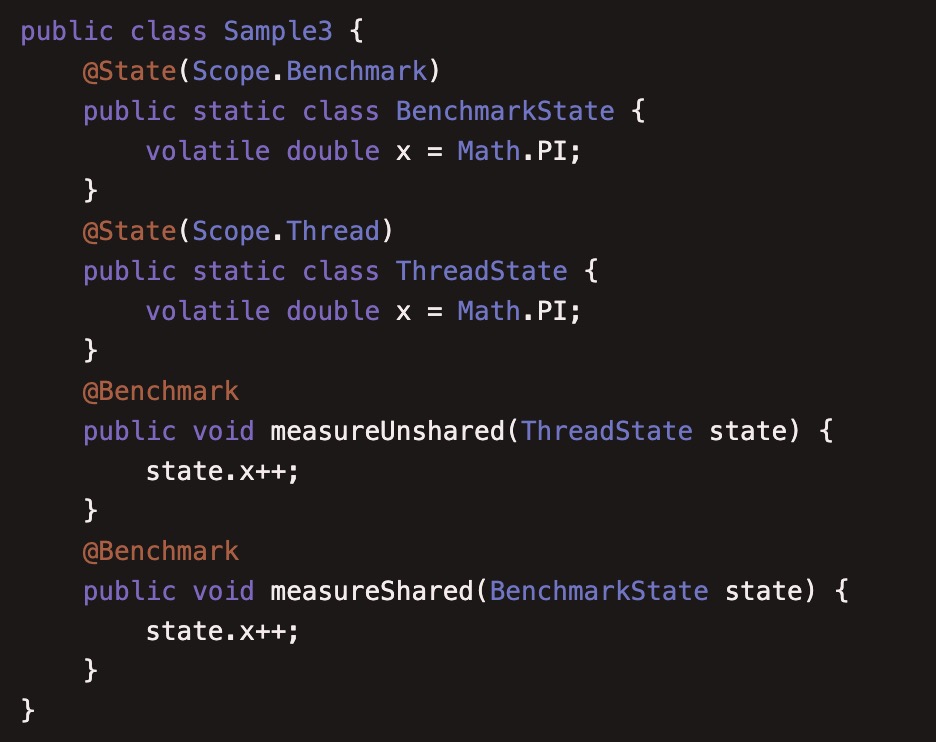 public class Sample3 {
    @State(Scope.Benchmark)
    public static class BenchmarkState {
        volatile double x = Math.PI;
    }
    @State(Scope.Thread)
    public static class ThreadState {
        volatile double x = Math.PI;
    }
    @Benchmark
    public void measureUnshared(ThreadState state) {
        state.x++;
    }
    @Benchmark
    public void measureShared(BenchmarkState state) {
        state.x++;
    }
}